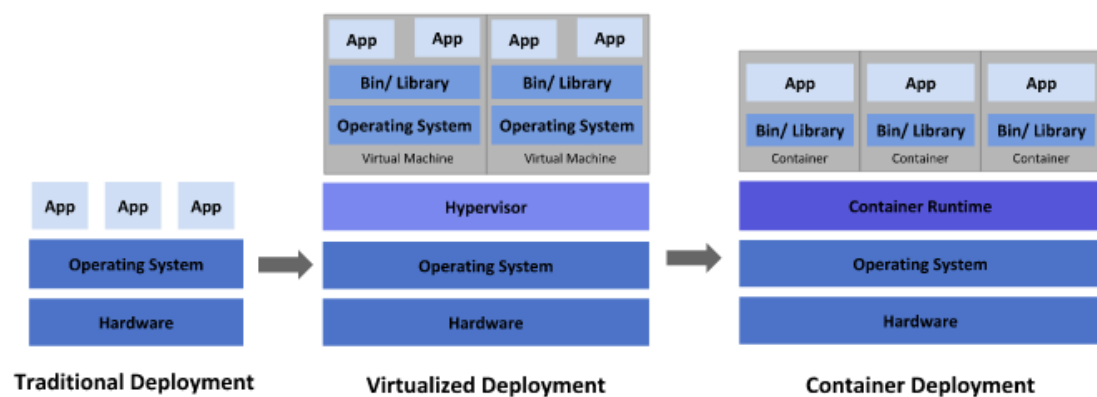 App App App
Operating System
Hardware
Traditional Deployment
App App App App
Bin/ Library Bin/ Library
Operating System Operating System
Virtual Machine Virtual Machine
Hypervisor
Operating System
Hardware
Virtualized Deployment
App App App
Bin/ Library Bin/ Library Bin/ Library
Container Container Container
Container Runtime
Operating System
Hardware
Container Deployment